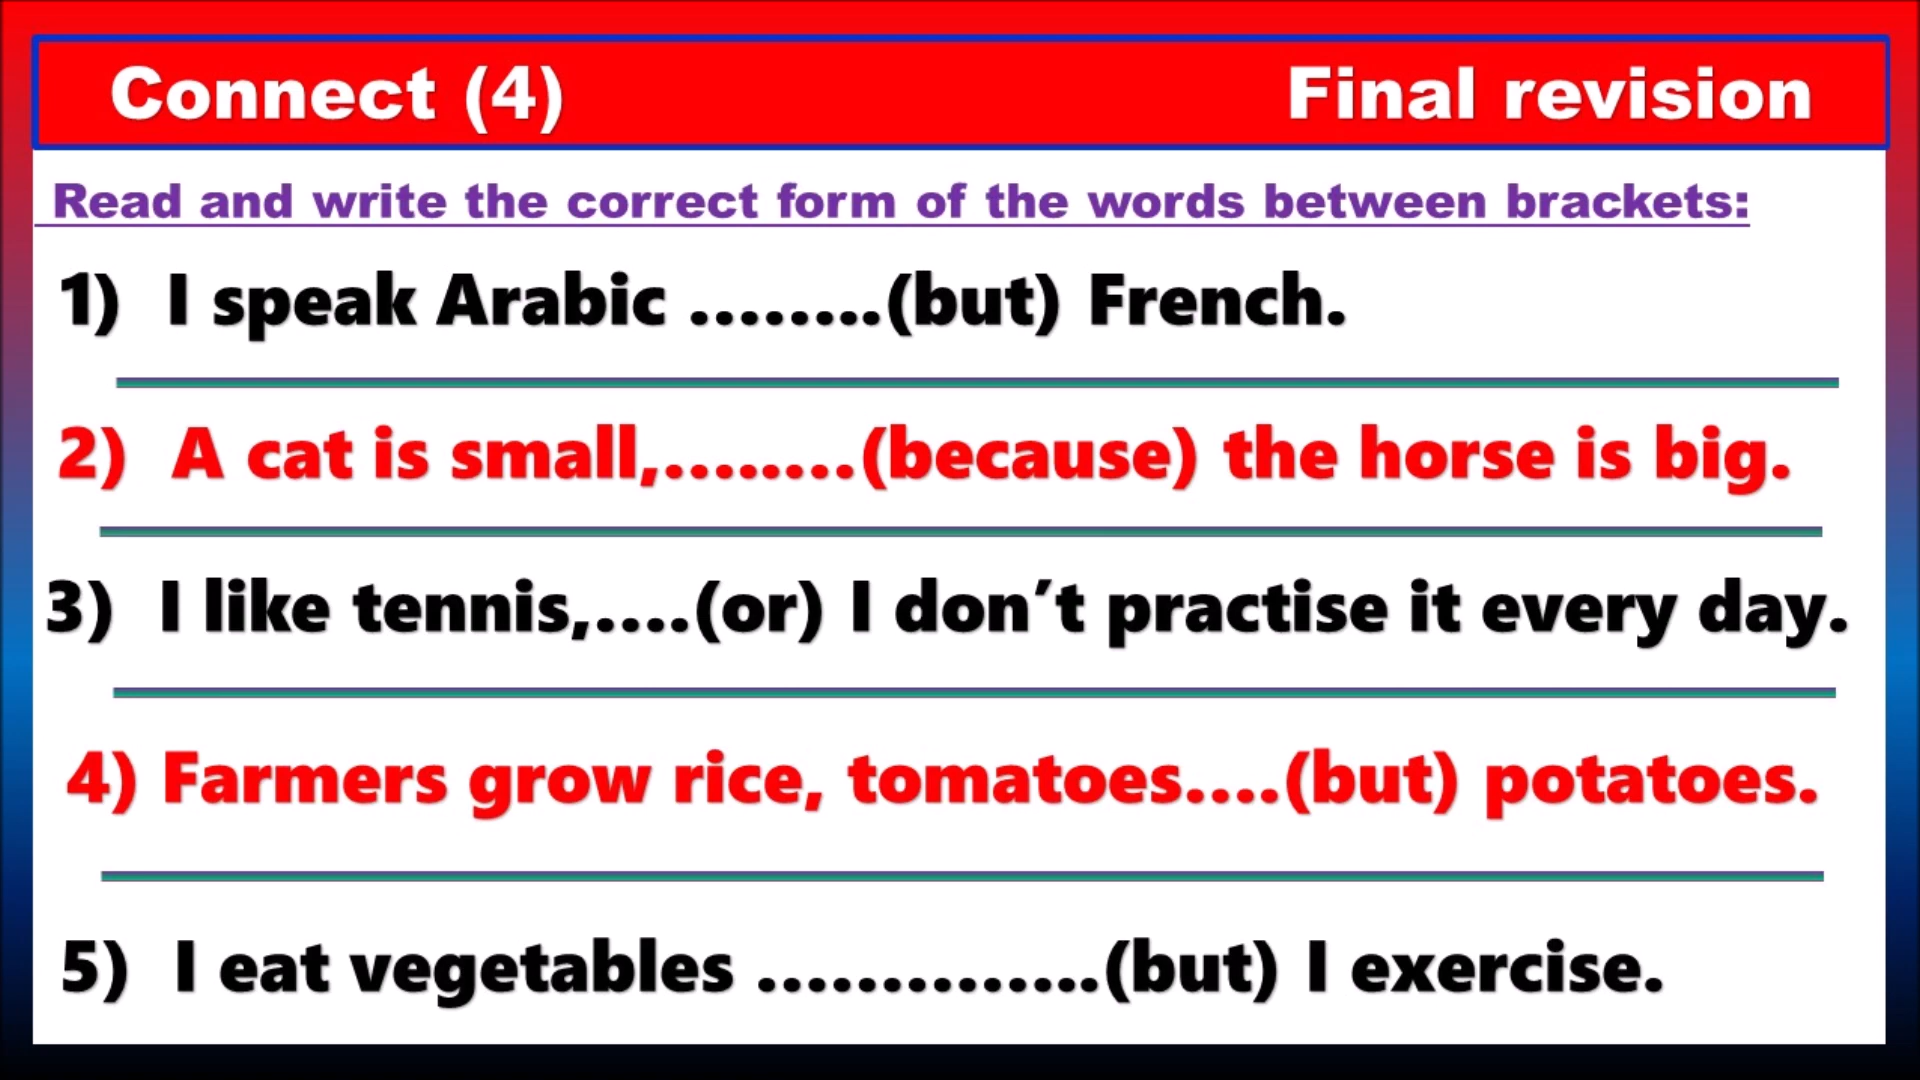 Connect (4) Final revision
Read and write the correct form of the words between brackets:
1) I speak Arabic ........(but) French.
2) A cat is small,........(because) the horse is big.
3) I like tennis,....(or) I don't practise it every day.
4) Farmers grow rice, tomatoes....(but) potatoes.
5) I eat vegetables ..............(but) I exercise.